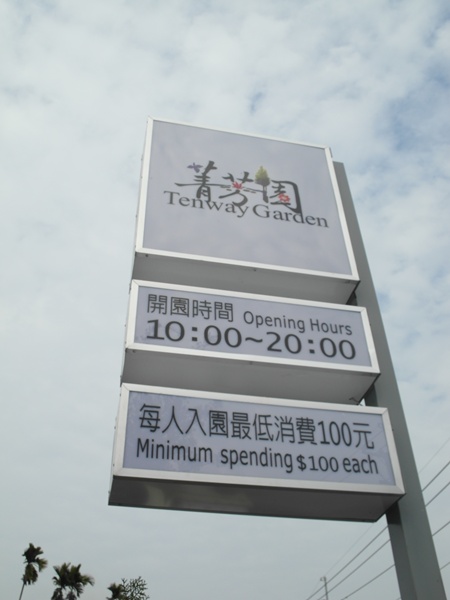 菁芳園
Tenway Garden
開園時間 Opening Hours
10:00~20:00
每人入園最低消費100元
Minimum spending $100 each